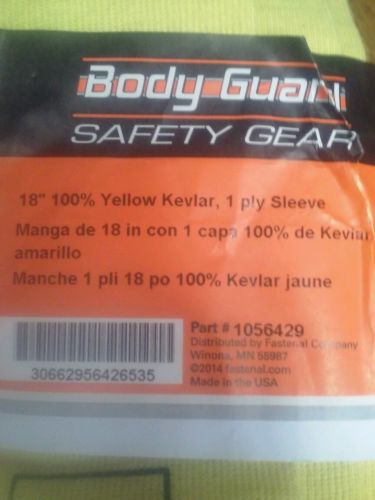 Body Guard
SAFETY GEAR
18" 100% Yellow Kevlar, 1 ply Sleeve
Manga de 18 in con 1 capa 100% de Kevlar
amarillo
Manche 1 pli 18 po 100% Kevlar jaune
Part # 1056429
Distributed by Fastenal Company
Winona, MN 55987
©2014 fastenal.com
Made in the USA
30662956426535